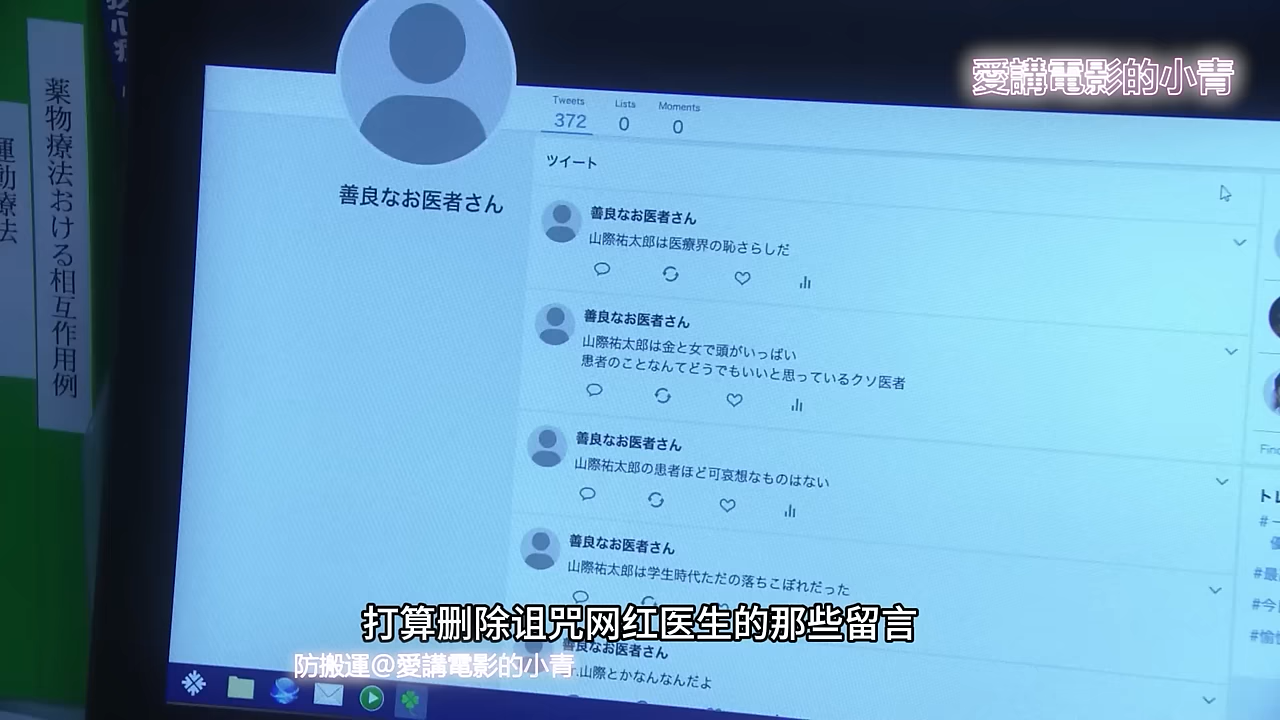 愛講電影的小青
薬物療法おける相互作用例
運動療法
Tweets
Lists
Moments
372
0
0
ツイート
善良なお医者さん
善良なお医者さん
山際祐太郎は医療界の恥さらしだ
善良なお医者さん
山際祐太郎は金と女で頭がいっぱい
患者のことなんてどうでもいいと思っているクソ医者
善良なお医者さん
山際祐太郎の患者ほど可哀想なものはない
善良なお医者さん
山際祐太郎は学生時代ただの落ちこぼれだった
善良なお医者さん
山際とかなんなんだよ
打算删除诅咒网红医生的那些留言
防搬運@愛講電影的小青